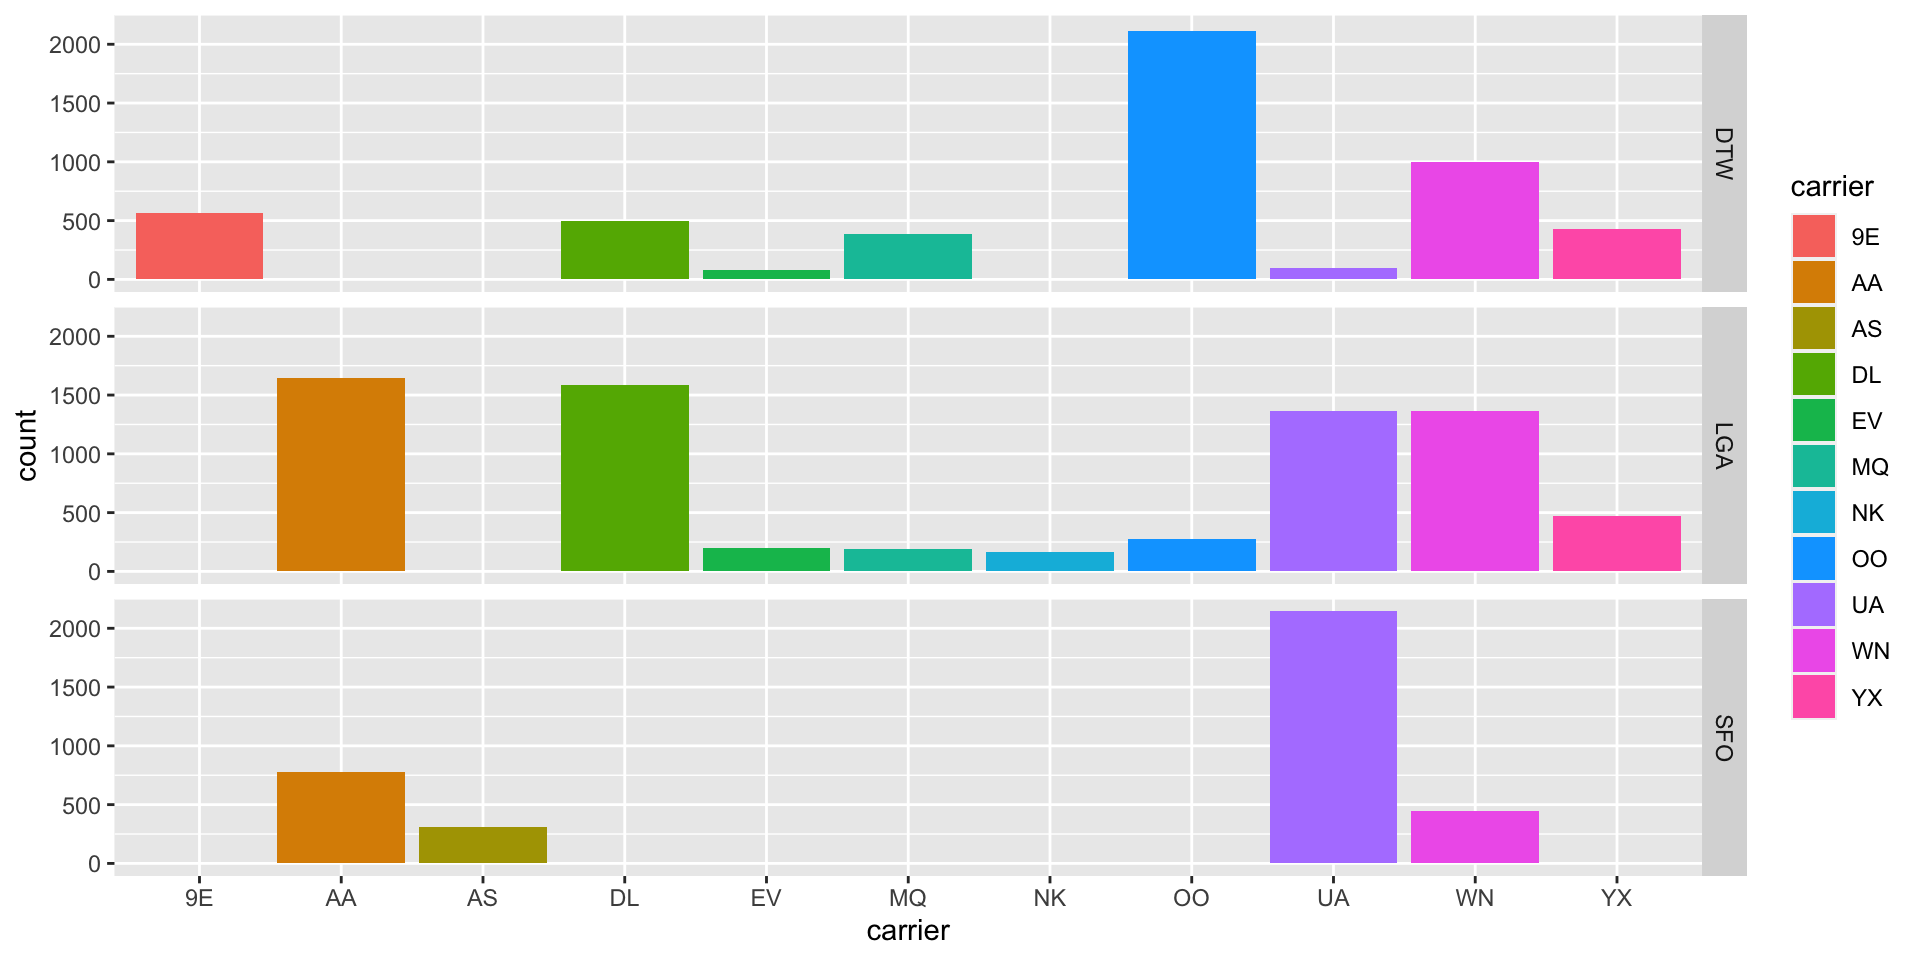 2000
1500
1000
500
0
DTW
2000
1500
1000
500
0
LGA
2000
1500
1000
500
0
SFO
count
9E AA AS DL EV MQ NK OO UA WN YX
carrier
carrier
9E
AA
AS
DL
EV
MQ
NK
OO
UA
WN
YX